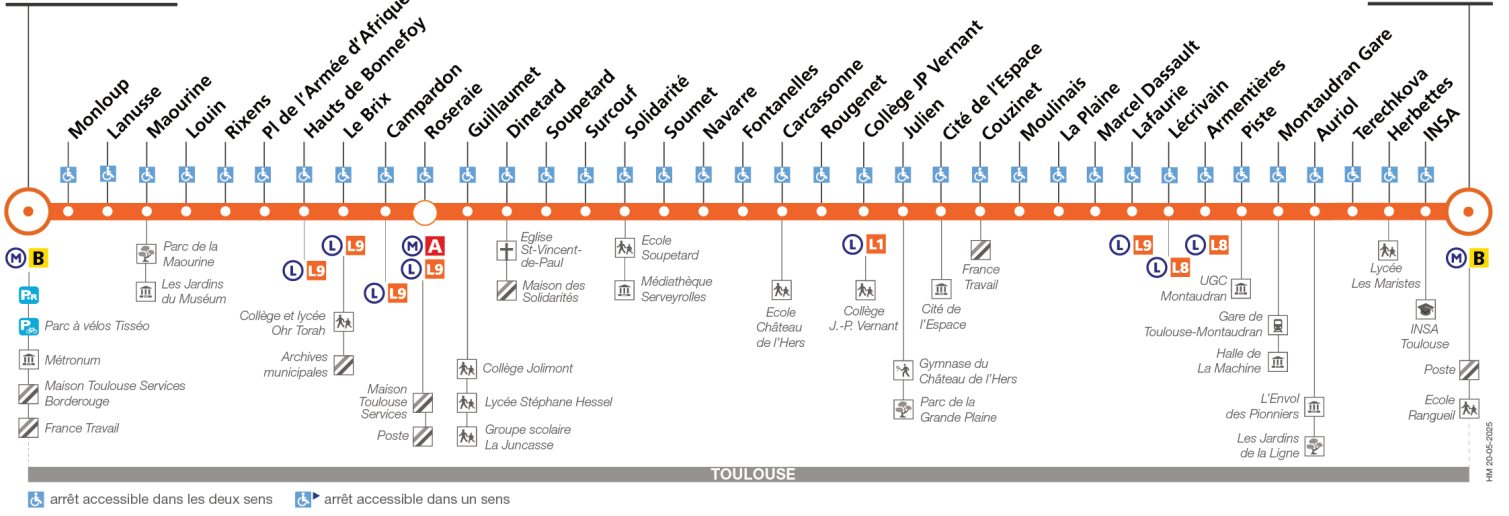 Monloup
Lanusse
Maourine
Louin
Rixens
Pl de l'Armée d'Afrique
Hauts de Bonnefoy
Le Brix
Campardon
Roseraie
Guillaumet
Dinetard
Soupetard
Surcouf
Solidarité
Soumet
Navarre
Fontanelles
Carcassonne
Rougenet
Collège JP Vernant
Julien
Cité de l'Espace
Couzinet
Moulinais
La Plaine
Marcel Dassault
Lafaurie
Lécrivain
Armentières
Piste
Montaudran Gare
Auriol
Terechkova
Herbettes
INSA
M B
P+R
P
Parc à vélos Tisséo
Métronum
Maison Toulouse Services
Borderouge
France Travail
Parc de la
Maourine
Les Jardins
du Muséum
L L9
L L9
Collège et lycée
Ohr Torah
Archives
municipales
L L9
M A
L L9
Maison
Toulouse
Services
Poste
Collège Jolimont
Lycée Stéphane Hessel
Groupe scolaire
La Juncasse
Eglise
St-Vincent-
de-Paul
Maison des
Solidarités
Ecole
Soupetard
Médiathèque
Serveyrolles
Ecole
Château
de l'Hers
L L1
Collège
J.-P. Vernant
Gymnase du
Château de l'Hers
Parc de la
Grande Plaine
Cité de
l'Espace
France
Travail
L L9
L L8
L L8
UGC
Montaudran
Gare de
Toulouse-Montaudran
Halle de
La Machine
L'Envol
des Pionniers
Les Jardins
de la Ligne
Lycée
Les Maristes
INSA
Toulouse
M B
Poste
Ecole
Rangueil
TOULOUSE
HM 20-05-2025
arrêt accessible dans les deux sens
arrêt accessible dans un sens